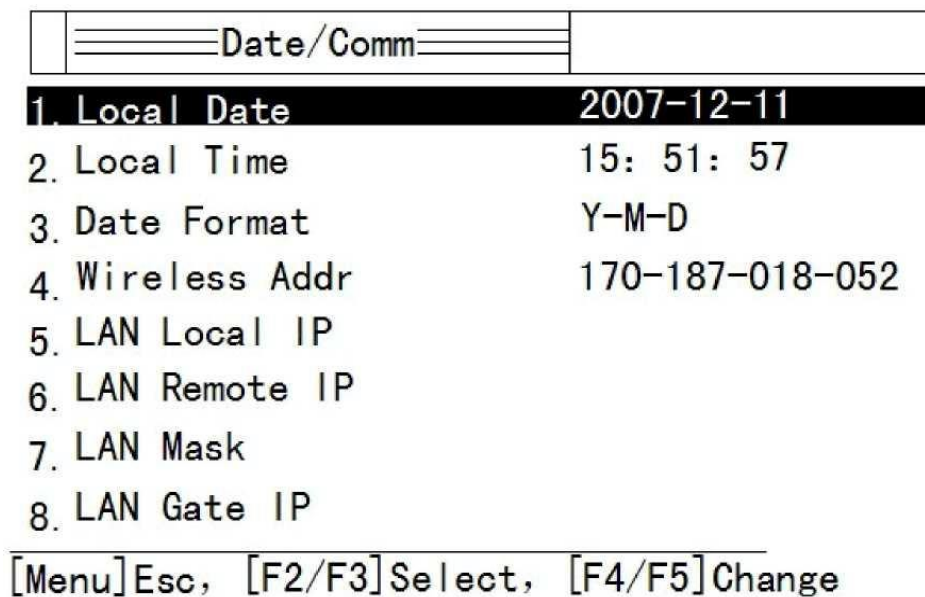 Date/Comm
1. Local Date 2007-12-11
2. Local Time 15: 51: 57
3. Date Format Y-M-D
4. Wireless Addr 170-187-018-052
5. LAN Local IP
6. LAN Remote IP
7. LAN Mask
8. LAN Gate IP
[Menu]Esc, [F2/F3]Select, [F4/F5]Change